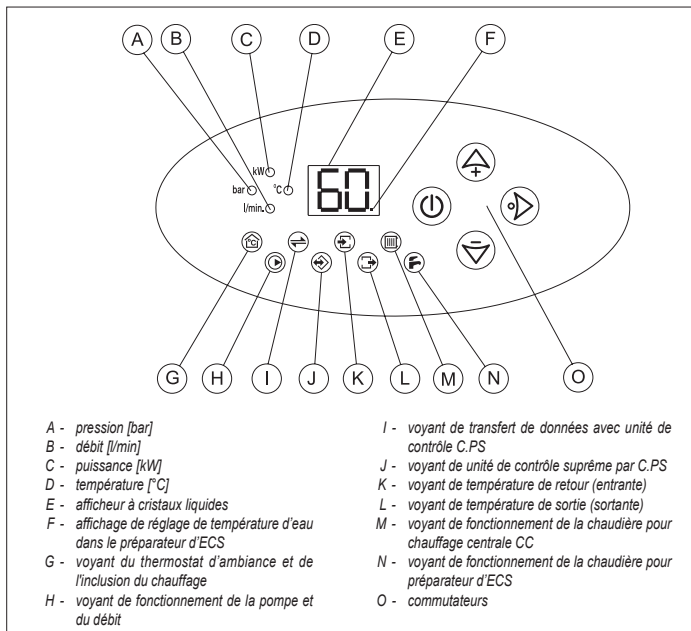 A B C D E F
kW
bar °C
l/min.
60.
°C
G H I J K L M N O
A - pression [bar]
B - débit [l/min]
C - puissance [kW]
D - température [°C]
E - afficheur à cristaux liquides
F - affichage de réglage de température d'eau
dans le préparateur d'ECS
G - voyant du thermostat d'ambiance et de
l'inclusion du chauffage
H - voyant de fonctionnement de la pompe et
du débit
I - voyant de transfert de données avec unité de
contrôle C.PS
J - voyant de unité de contrôle suprême par C.PS
K - voyant de température de retour (entrante)
L - voyant de température de sortie (sortante)
M - voyant de fonctionnement de la chaudière pour
chauffage centrale CC
N - voyant de fonctionnement de la chaudière pour
préparateur d'ECS
O - commutateurs